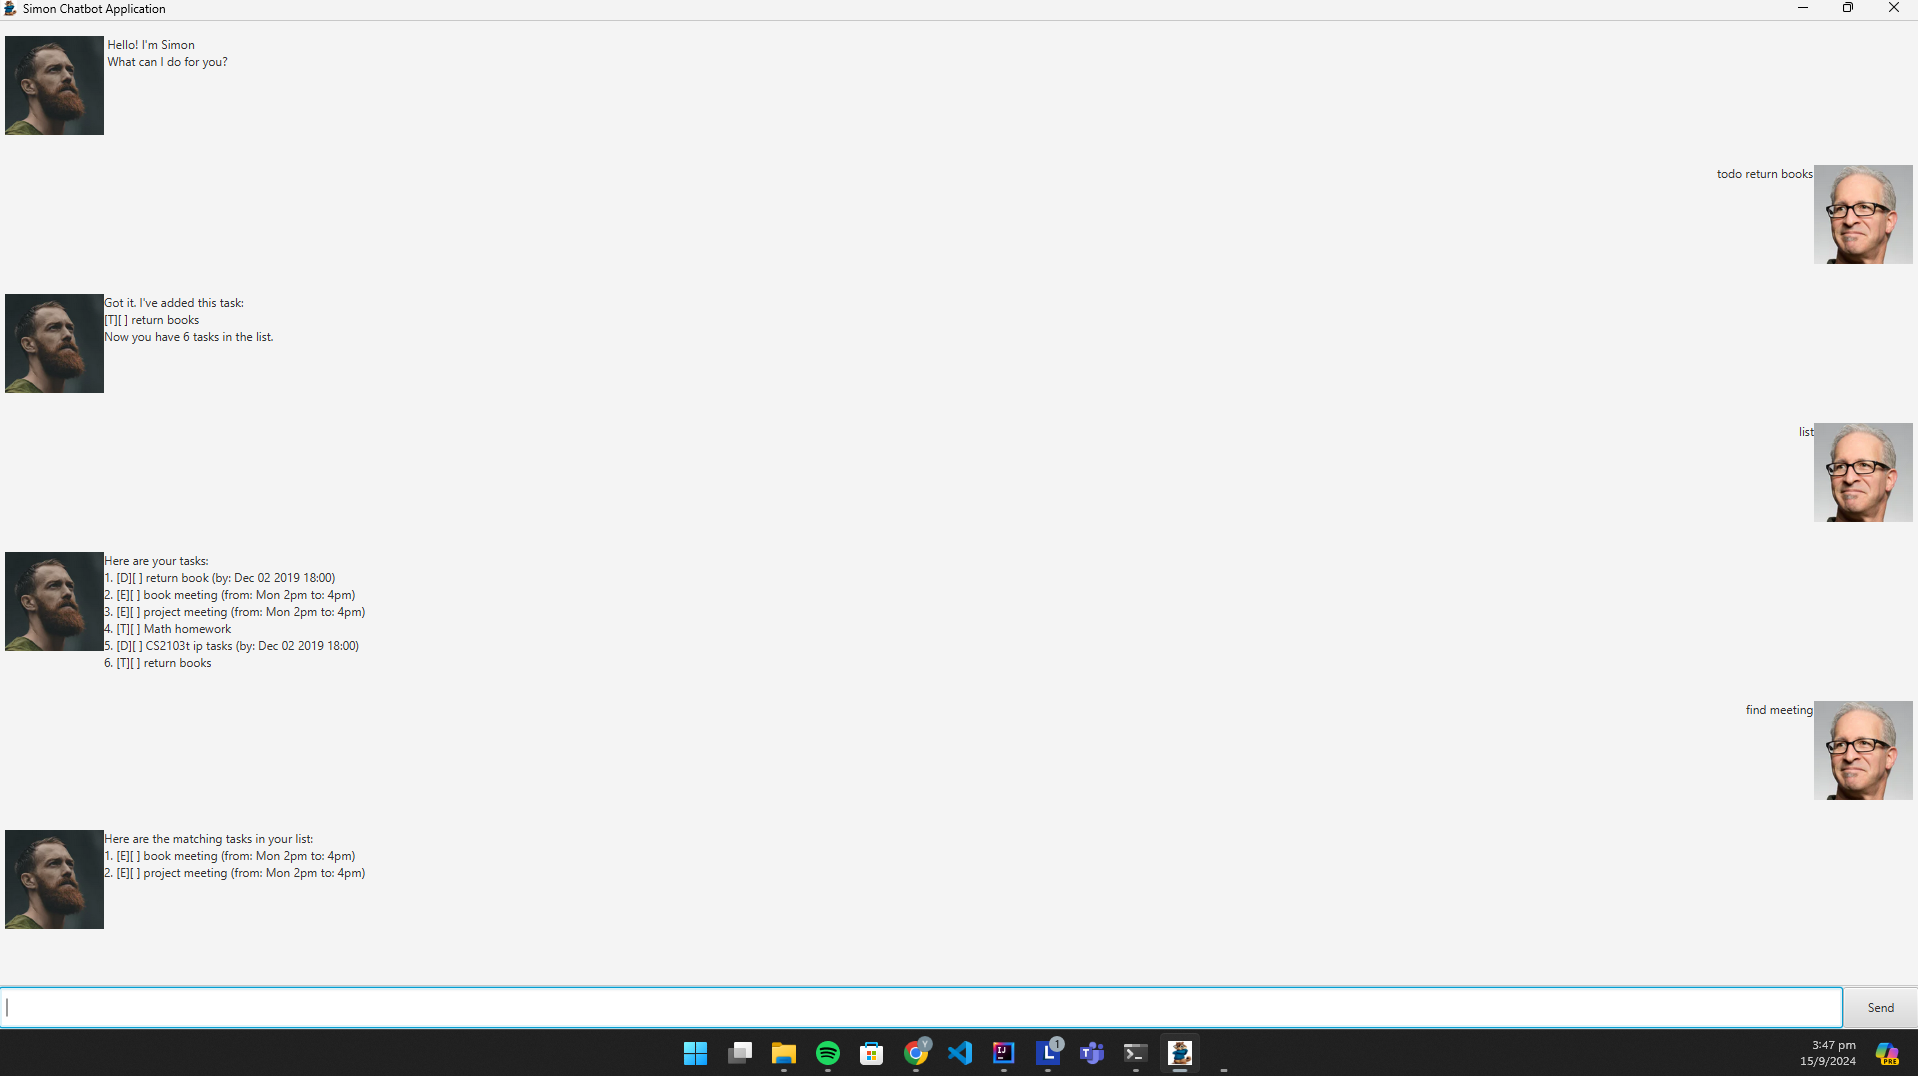 Simon Chatbot Application
Hello! I'm Simon
What can I do for you?
todo return books
Got it. I've added this task:
[T][ ] return books
Now you have 6 tasks in the list.
list
Here are your tasks:
1. [D][ ] return book (by: Dec 02 2019 18:00)
2. [E][ ] book meeting (from: Mon 2pm to: 4pm)
3. [E][ ] project meeting (from: Mon 2pm to: 4pm)
4. [T][ ] Math homework
5. [D][ ] CS2103t ip tasks (by: Dec 02 2019 18:00)
6. [T][ ] return books
find meeting
Here are the matching tasks in your list:
1. [E][ ] book meeting (from: Mon 2pm to: 4pm)
2. [E][ ] project meeting (from: Mon 2pm to: 4pm)
Send
Y
IJ
L
1
T
3:47 pm
15/9/2024
PRE